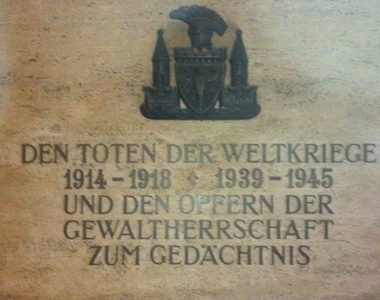 DEN TOTEN DER WELTKRIEGE
1914 - 1918 + 1939 - 1945
UND DEN OPFERN DER
GEWALTHERRSCHAFT
ZUM GEDÄCHTNIS